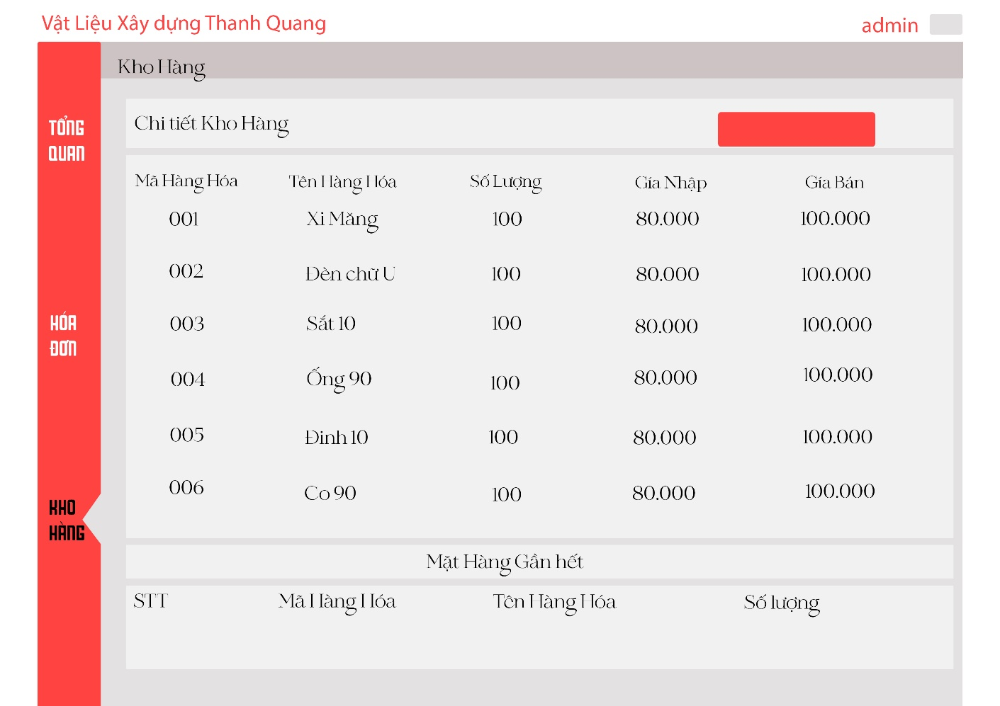 Vật Liệu Xây dựng Thanh Quang
admin
Kho Hàng
TỔNG
QUAN
HÓA
ĐƠN
KHO
HÀNG
Chi tiết Kho Hàng
Mã Hàng Hóa Tên Hàng Hóa Số Lượng Gía Nhập Gía Bán
001 Xi Măng 100 80.000 100.000
002 Đèn chữ U 100 80.000 100.000
003 Sắt 10 100 80.000 100.000
004 Ống 90 100 80.000 100.000
005 Đinh 10 100 80.000 100.000
006 Co 90 100 80.000 100.000
Mặt Hàng Gần hết
STT Mã Hàng Hóa Tên Hàng Hóa Số lượng